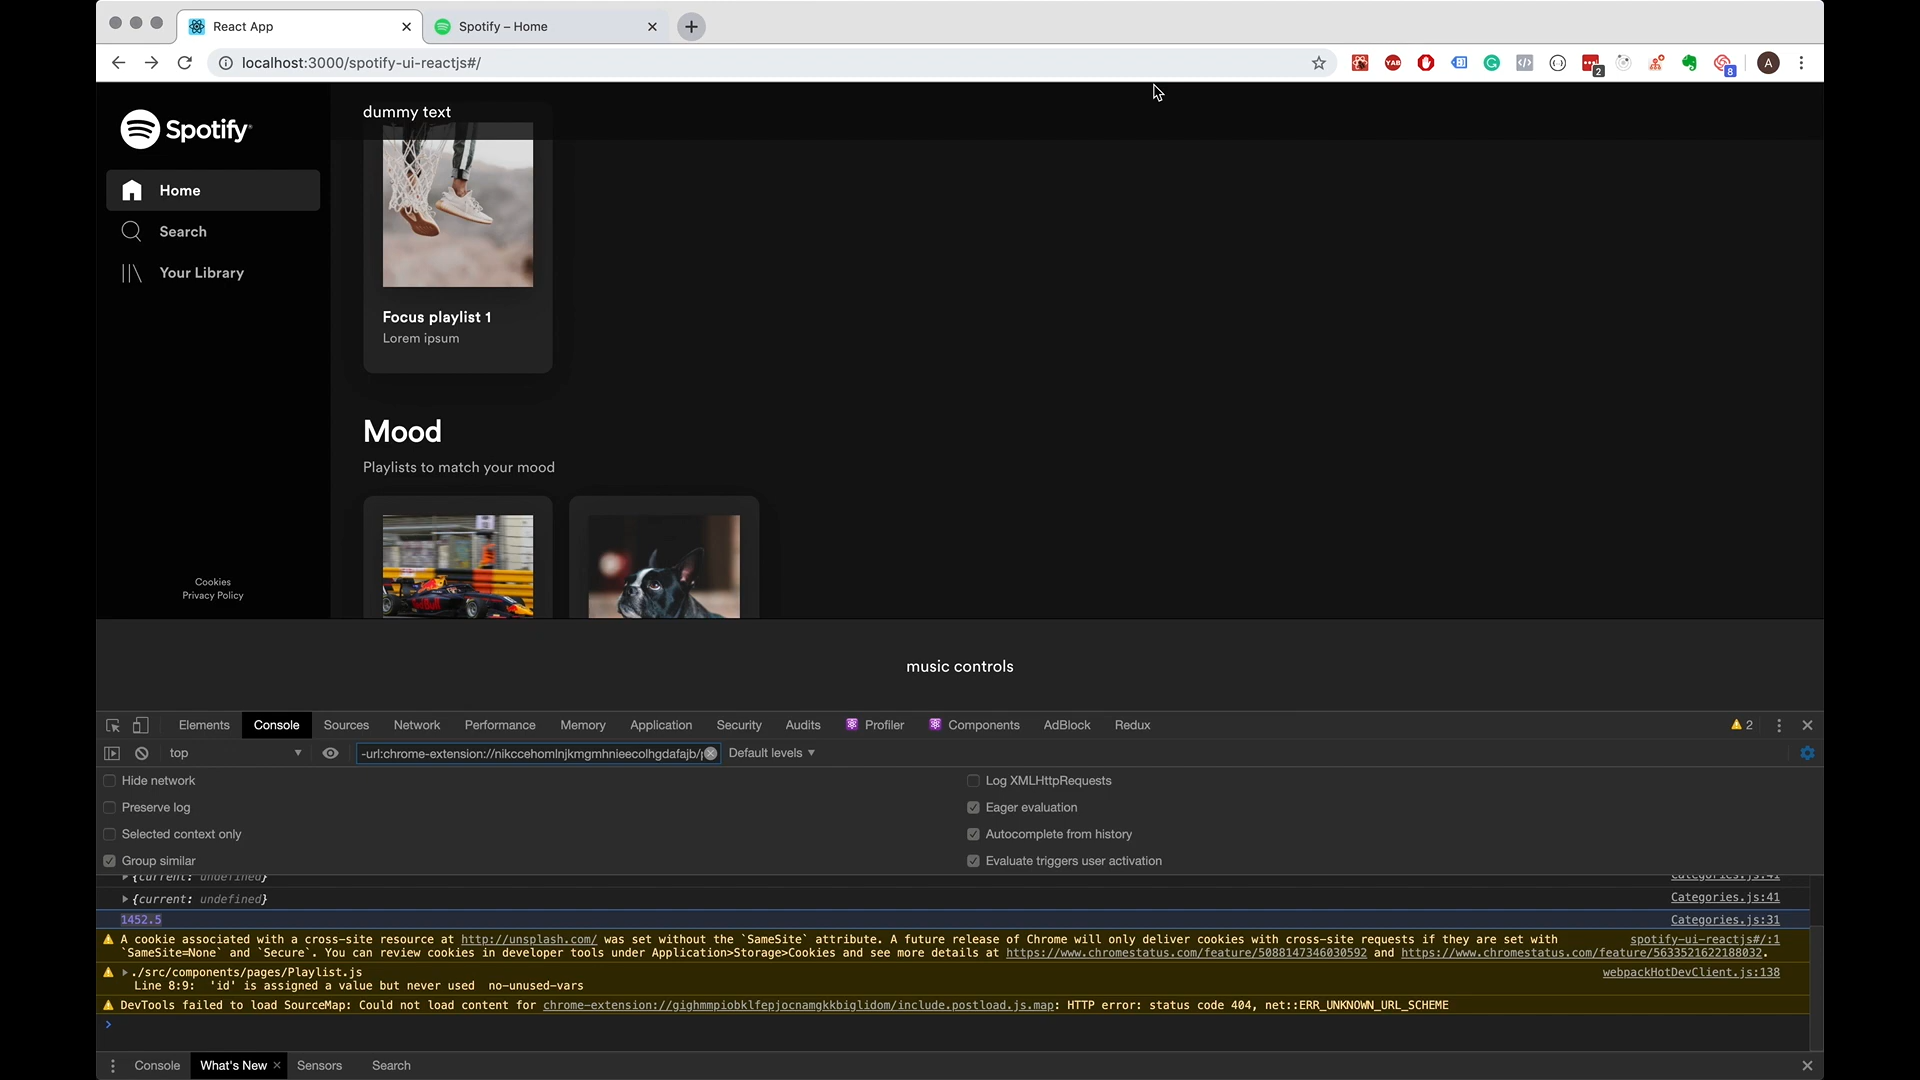 React App
Spotify – Home
localhost:3000/spotify-ui-reactjs#/
YAB
2
8
A
Spotify
dummy text
Home
Search
Your Library
Focus playlist 1
Lorem ipsum
Mood
Playlists to match your mood
Cookies
Privacy Policy
music controls
Elements
Console
Sources
Network
Performance
Memory
Application
Security
Audits
Profiler
Components
AdBlock
Redux
2
top
-url:chrome-extension://nikccehomlnjkmgmhnieecolhgdafajb/
Default levels
Hide network
Log XMLHttpRequests
Preserve log
Eager evaluation
Selected context only
Autocomplete from history
Group similar
Evaluate triggers user activation
{current: undefined} Categories.js:41
{current: undefined} Categories.js:41
1452.5 Categories.js:31
A cookie associated with a cross-site resource at http://unsplash.com/ was set without the `SameSite` attribute. A future release of Chrome will only deliver cookies with cross-site requests if they are set with spotify-ui-reactjs#/:1
`SameSite=None` and `Secure`. You can review cookies in developer tools under Application>Storage>Cookies and see more details at https://www.chromestatus.com/feature/5088147346030592 and https://www.chromestatus.com/feature/5633521622188032.
./src/components/pages/Playlist.js webpackHotDevClient.js:138
Line 8:9: 'id' is assigned a value but never used no-unused-vars
DevTools failed to load SourceMap: Could not load content for chrome-extension://gighmmpiobklfepjocnamgkkbiglidom/include.postload.js.map: HTTP error: status code 404, net::ERR_UNKNOWN_URL_SCHEME
Console
What's New
Sensors
Search